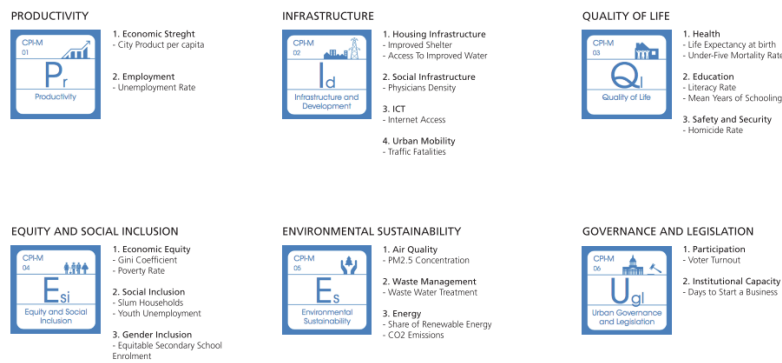 PRODUCTIVITY
CPI-M
01
Pr
Productivity
1. Economic Streght
- City Product per capita
2. Employment
- Unemployment Rate
INFRASTRUCTURE
CPI-M
02
Id
Infrastructure and
Development
1. Housing Infrastructure
- Improved Shelter
- Access To Improved Water
2. Social Infrastructure
- Physicians Density
3. ICT
- Internet Access
4. Urban Mobility
- Traffic Fatalities
QUALITY OF LIFE
CPI-M
03
Ql
Quality of Life
1. Health
- Life Expectancy at birth
- Under-Five Mortality Rate
2. Education
- Literacy Rate
- Mean Years of Schooling
3. Safety and Security
- Homicide Rate
EQUITY AND SOCIAL INCLUSION
CPI-M
04
Esi
Equity and Social
Inclusion
1. Economic Equity
- Gini Coefficient
- Poverty Rate
2. Social Inclusion
- Slum Households
- Youth Unemployment
3. Gender Inclusion
- Equitable Secondary School
Enrolment
ENVIRONMENTAL SUSTAINABILITY
CPI-M
05
Es
Environmental
Sustainability
1. Air Quality
- PM2.5 Concentration
2. Waste Management
- Waste Water Treatment
3. Energy
- Share of Renewable Energy
- CO2 Emissions
GOVERNANCE AND LEGISLATION
CPI-M
06
Ugl
Urban Governance
and Legislation
1. Participation
- Voter Turnout
2. Institutional Capacity
- Days to Start a Business